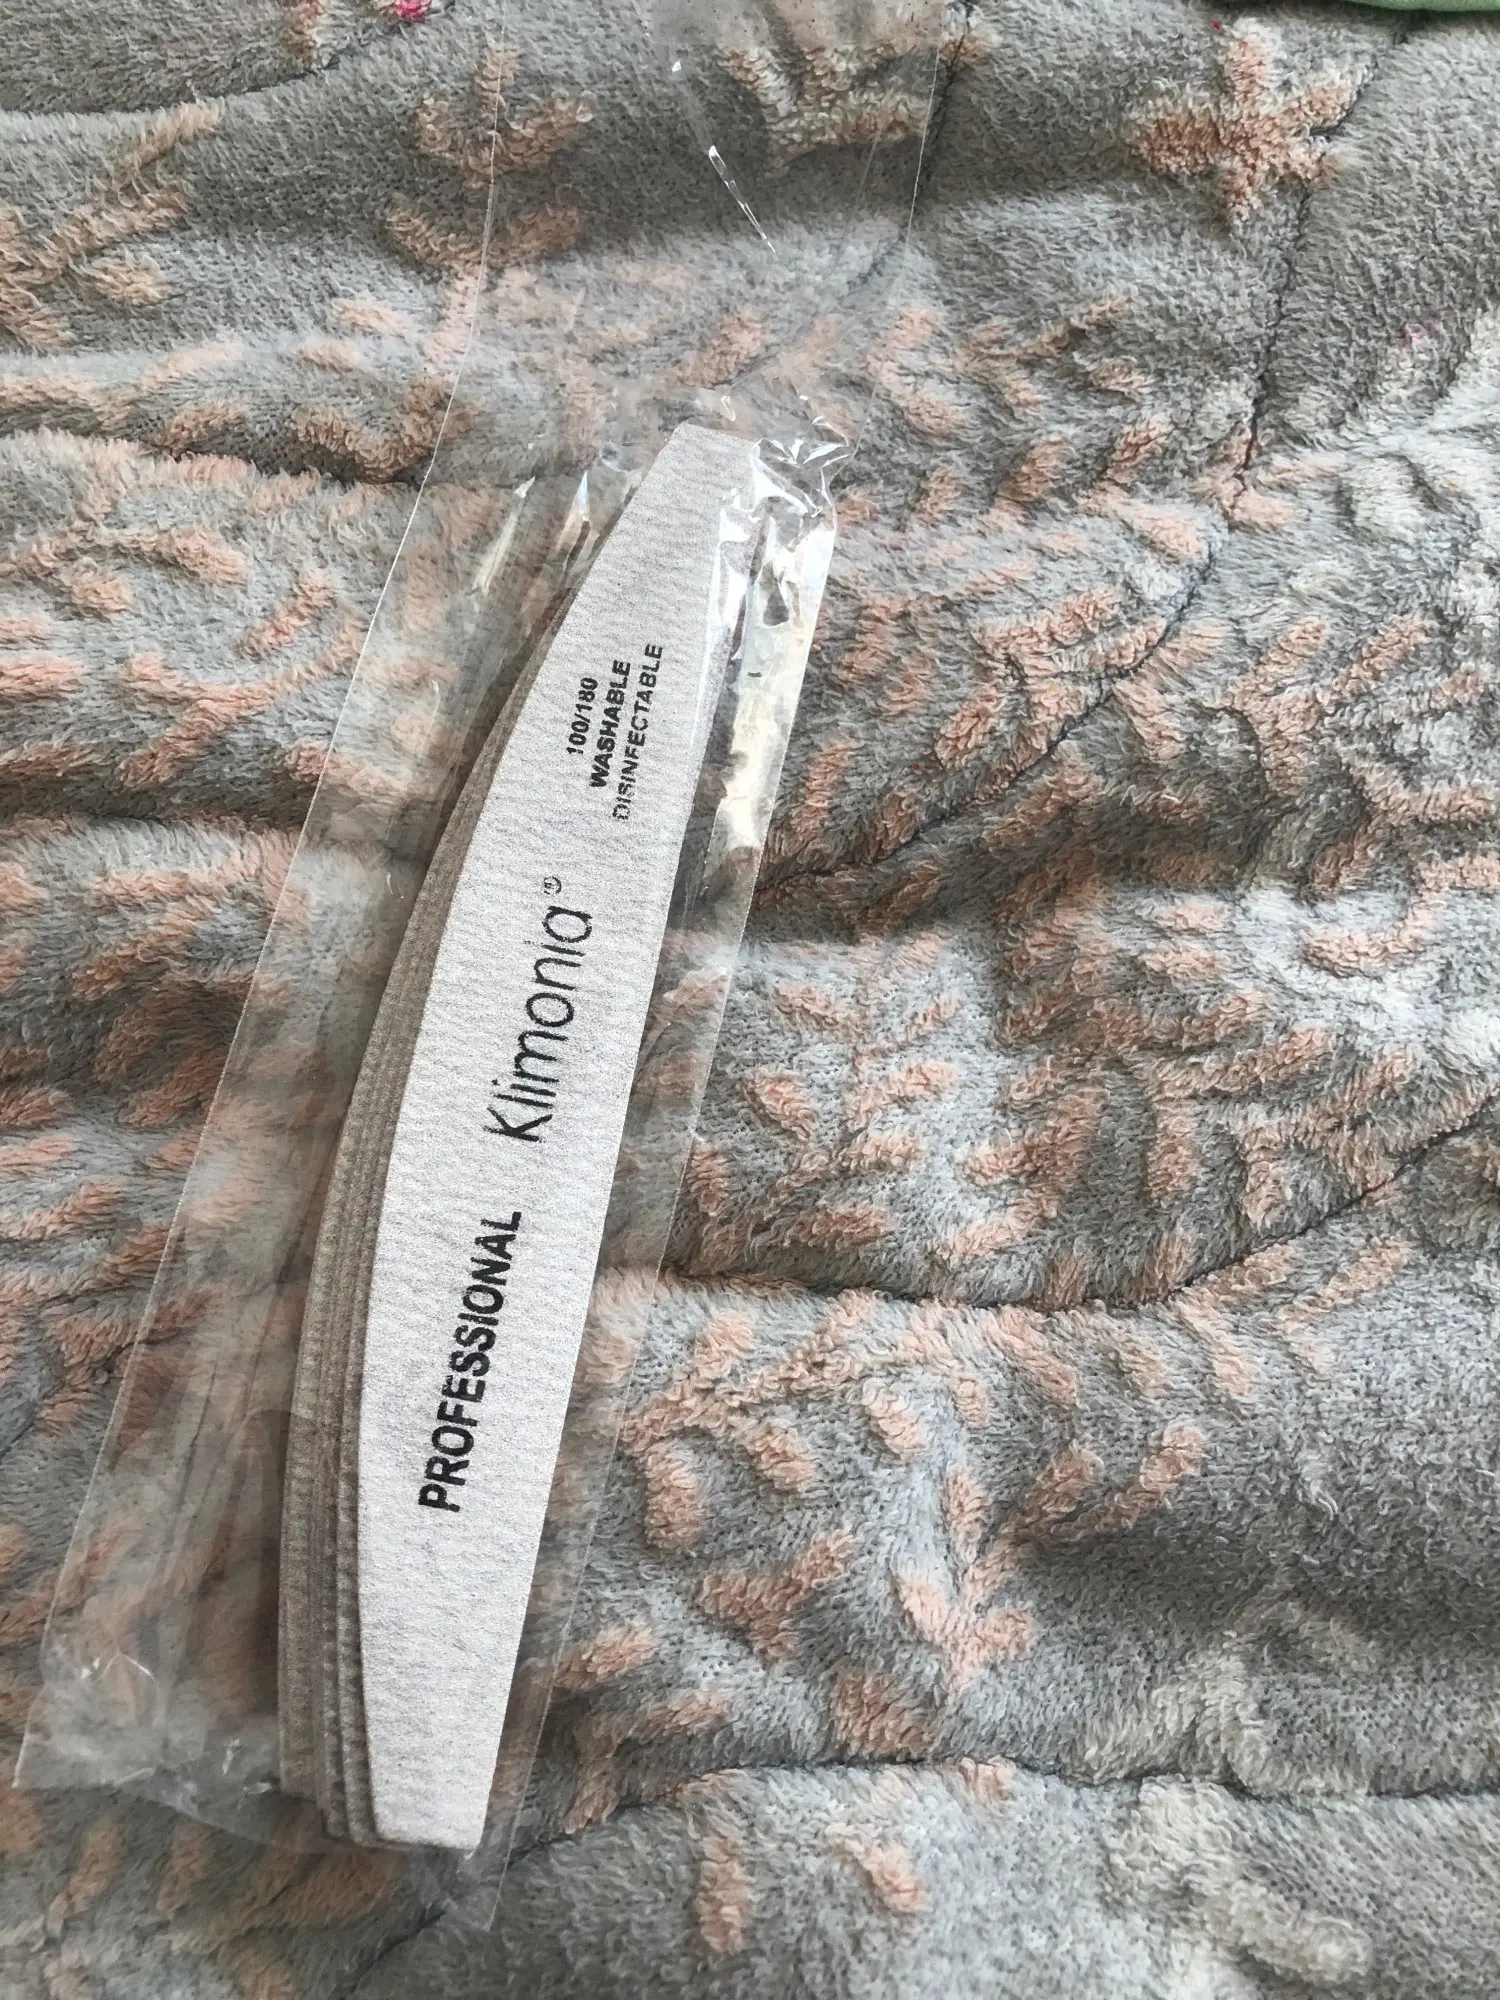 PROFESSIONAL Klimonia®
100/180
WASHABLE
DISINFECTABLE